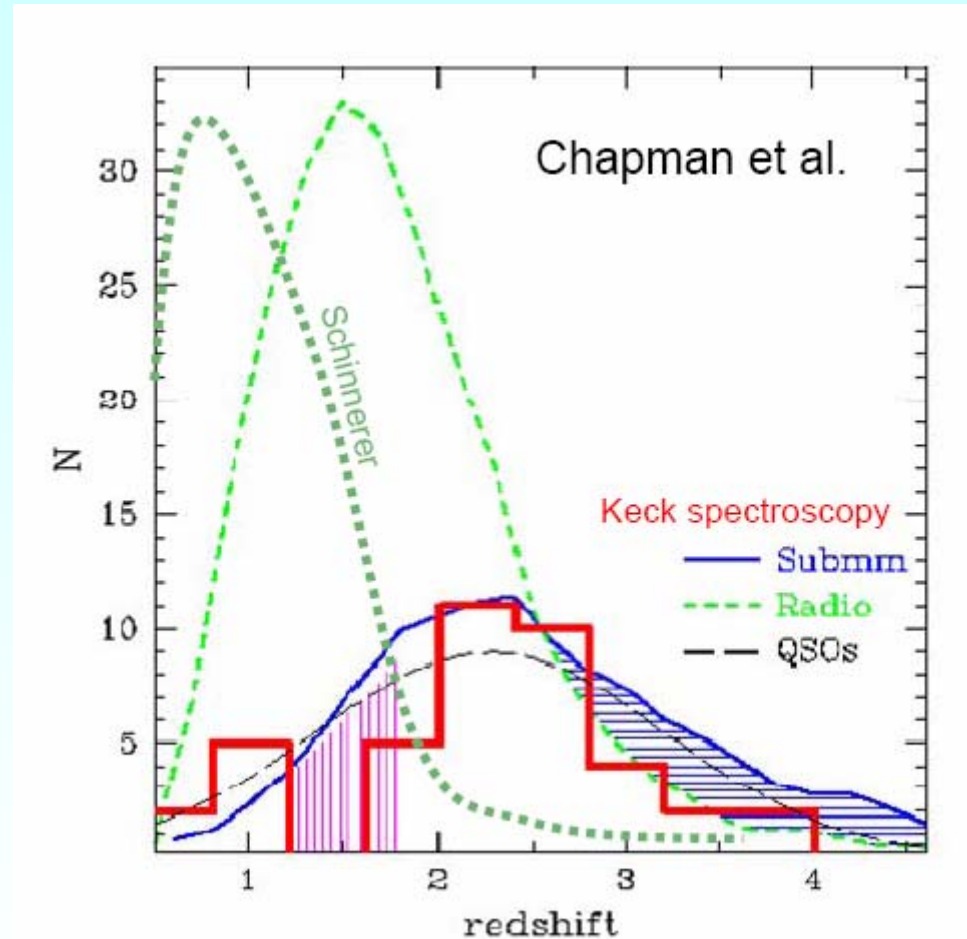 Chapman et al.
Schinnerer
Keck spectroscopy
Submm
Radio
QSOs
N
30
25
20
15
10
5
1 2 3 4
redshift